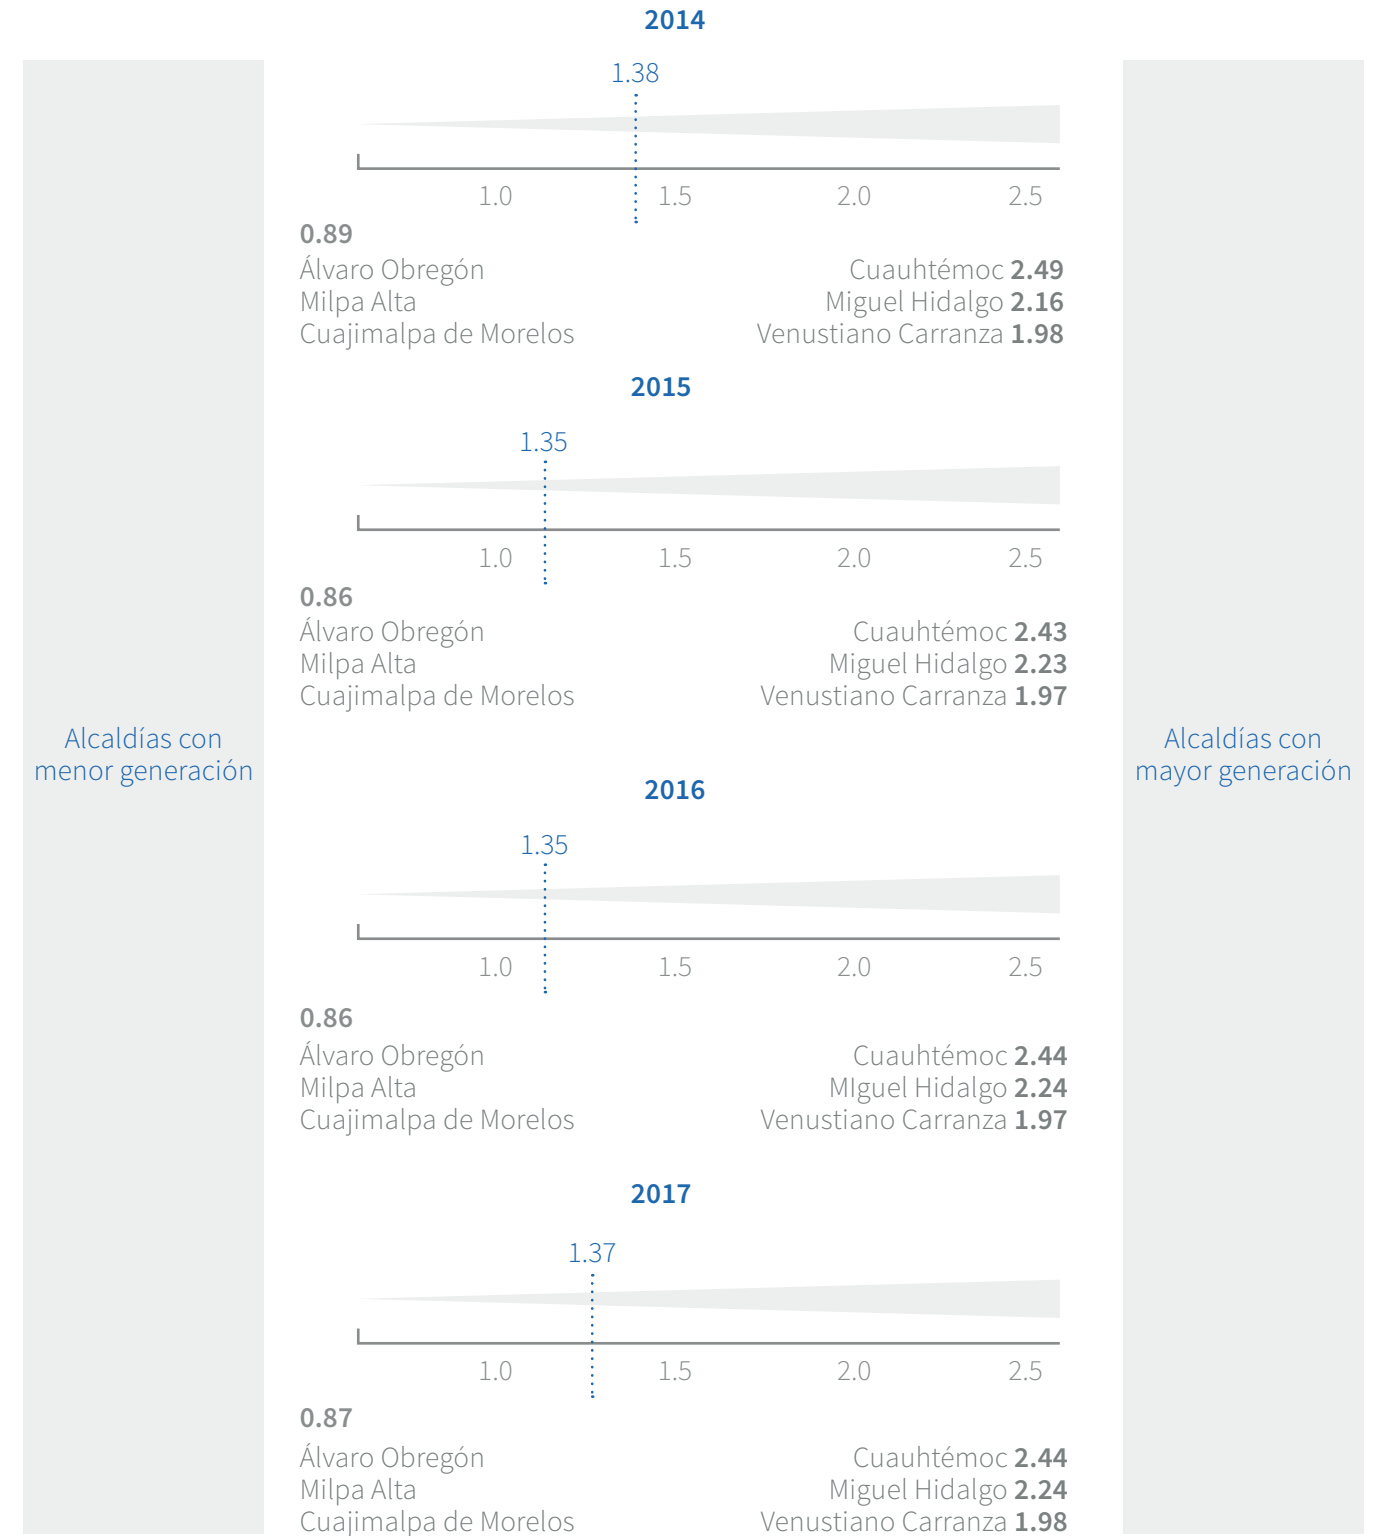 2014
1.38
1.0 1.5 2.0 2.5
0.89
Álvaro Obregón
Milpa Alta
Cuajimalpa de Morelos
Cuauhtémoc 2.49
Miguel Hidalgo 2.16
Venustiano Carranza 1.98
2015
1.35
1.0 1.5 2.0 2.5
0.86
Álvaro Obregón
Milpa Alta
Cuajimalpa de Morelos
Cuauhtémoc 2.43
Miguel Hidalgo 2.23
Venustiano Carranza 1.97
Alcaldías con
menor generación
Alcaldías con
mayor generación
2016
1.35
1.0 1.5 2.0 2.5
0.86
Álvaro Obregón
Milpa Alta
Cuajimalpa de Morelos
Cuauhtémoc 2.44
MIguel Hidalgo 2.24
Venustiano Carranza 1.97
2017
1.37
1.0 1.5 2.0 2.5
0.87
Álvaro Obregón
Milpa Alta
Cuajimalpa de Morelos
Cuauhtémoc 2.44
Miguel Hidalgo 2.24
Venustiano Carranza 1.98